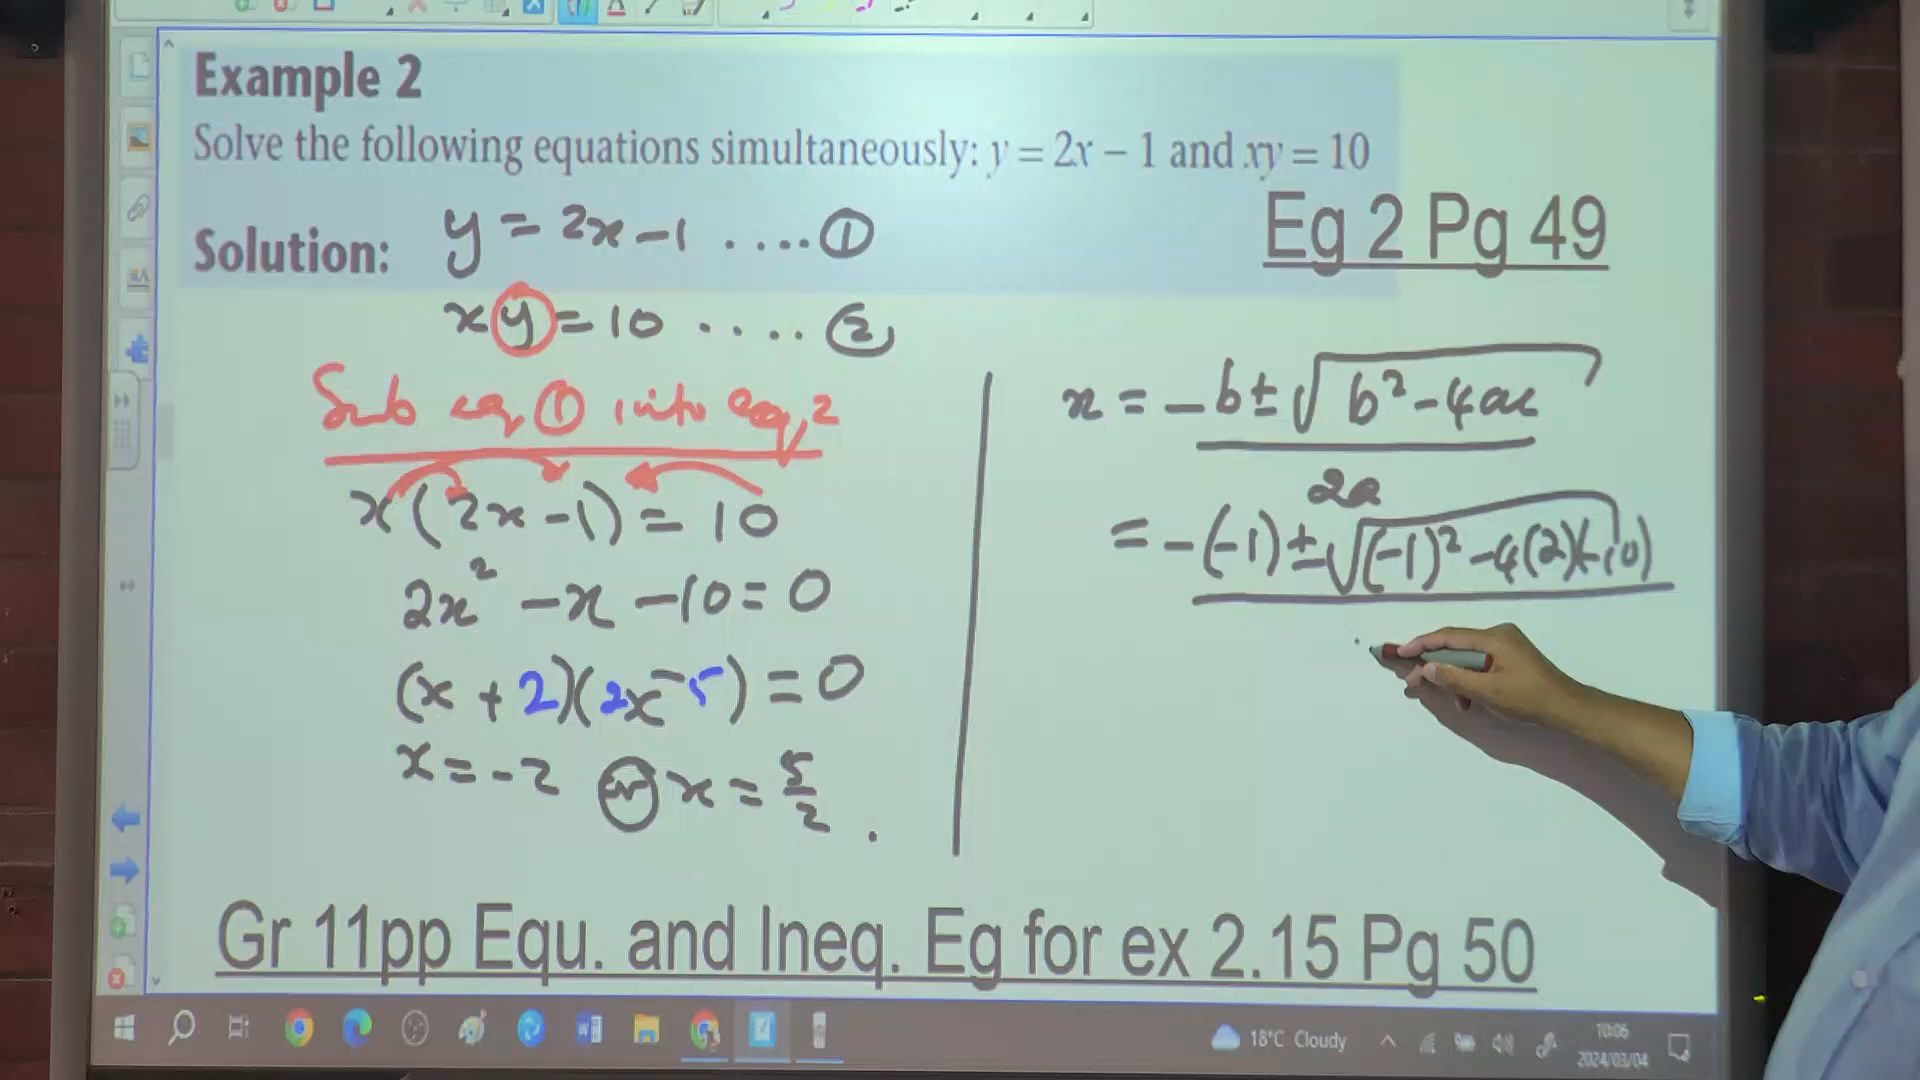 Example 2
Solve the following equations simultaneously: y = 2x − 1 and xy = 10
Eg 2 Pg 49
Solution: y = 2x − 1 .... ①
xy = 10 .... ②
Sub eq ① into eq, 2
x(2x − 1) = 10
2x² − x − 10 = 0
(x + 2)(2x − 5) = 0
x = −2 or x = 5/2 .
x = −b ± √b² − 4ac
2a
= −(−1) ± √(−1)² − 4(2)(−10)
Gr 11pp Equ. and Ineq. Eg for ex 2.15 Pg 50
18°C Cloudy
10:06
2024/03/04